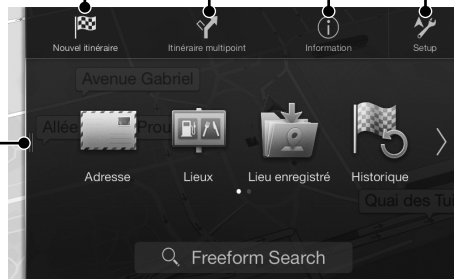 Nouvel itinéraire Itinéraire multipoint Information Setup
Avenue Gabriel
Allée Prou
Adresse Lieux Lieu enregistré Historique
Quai des Tui
Freeform Search